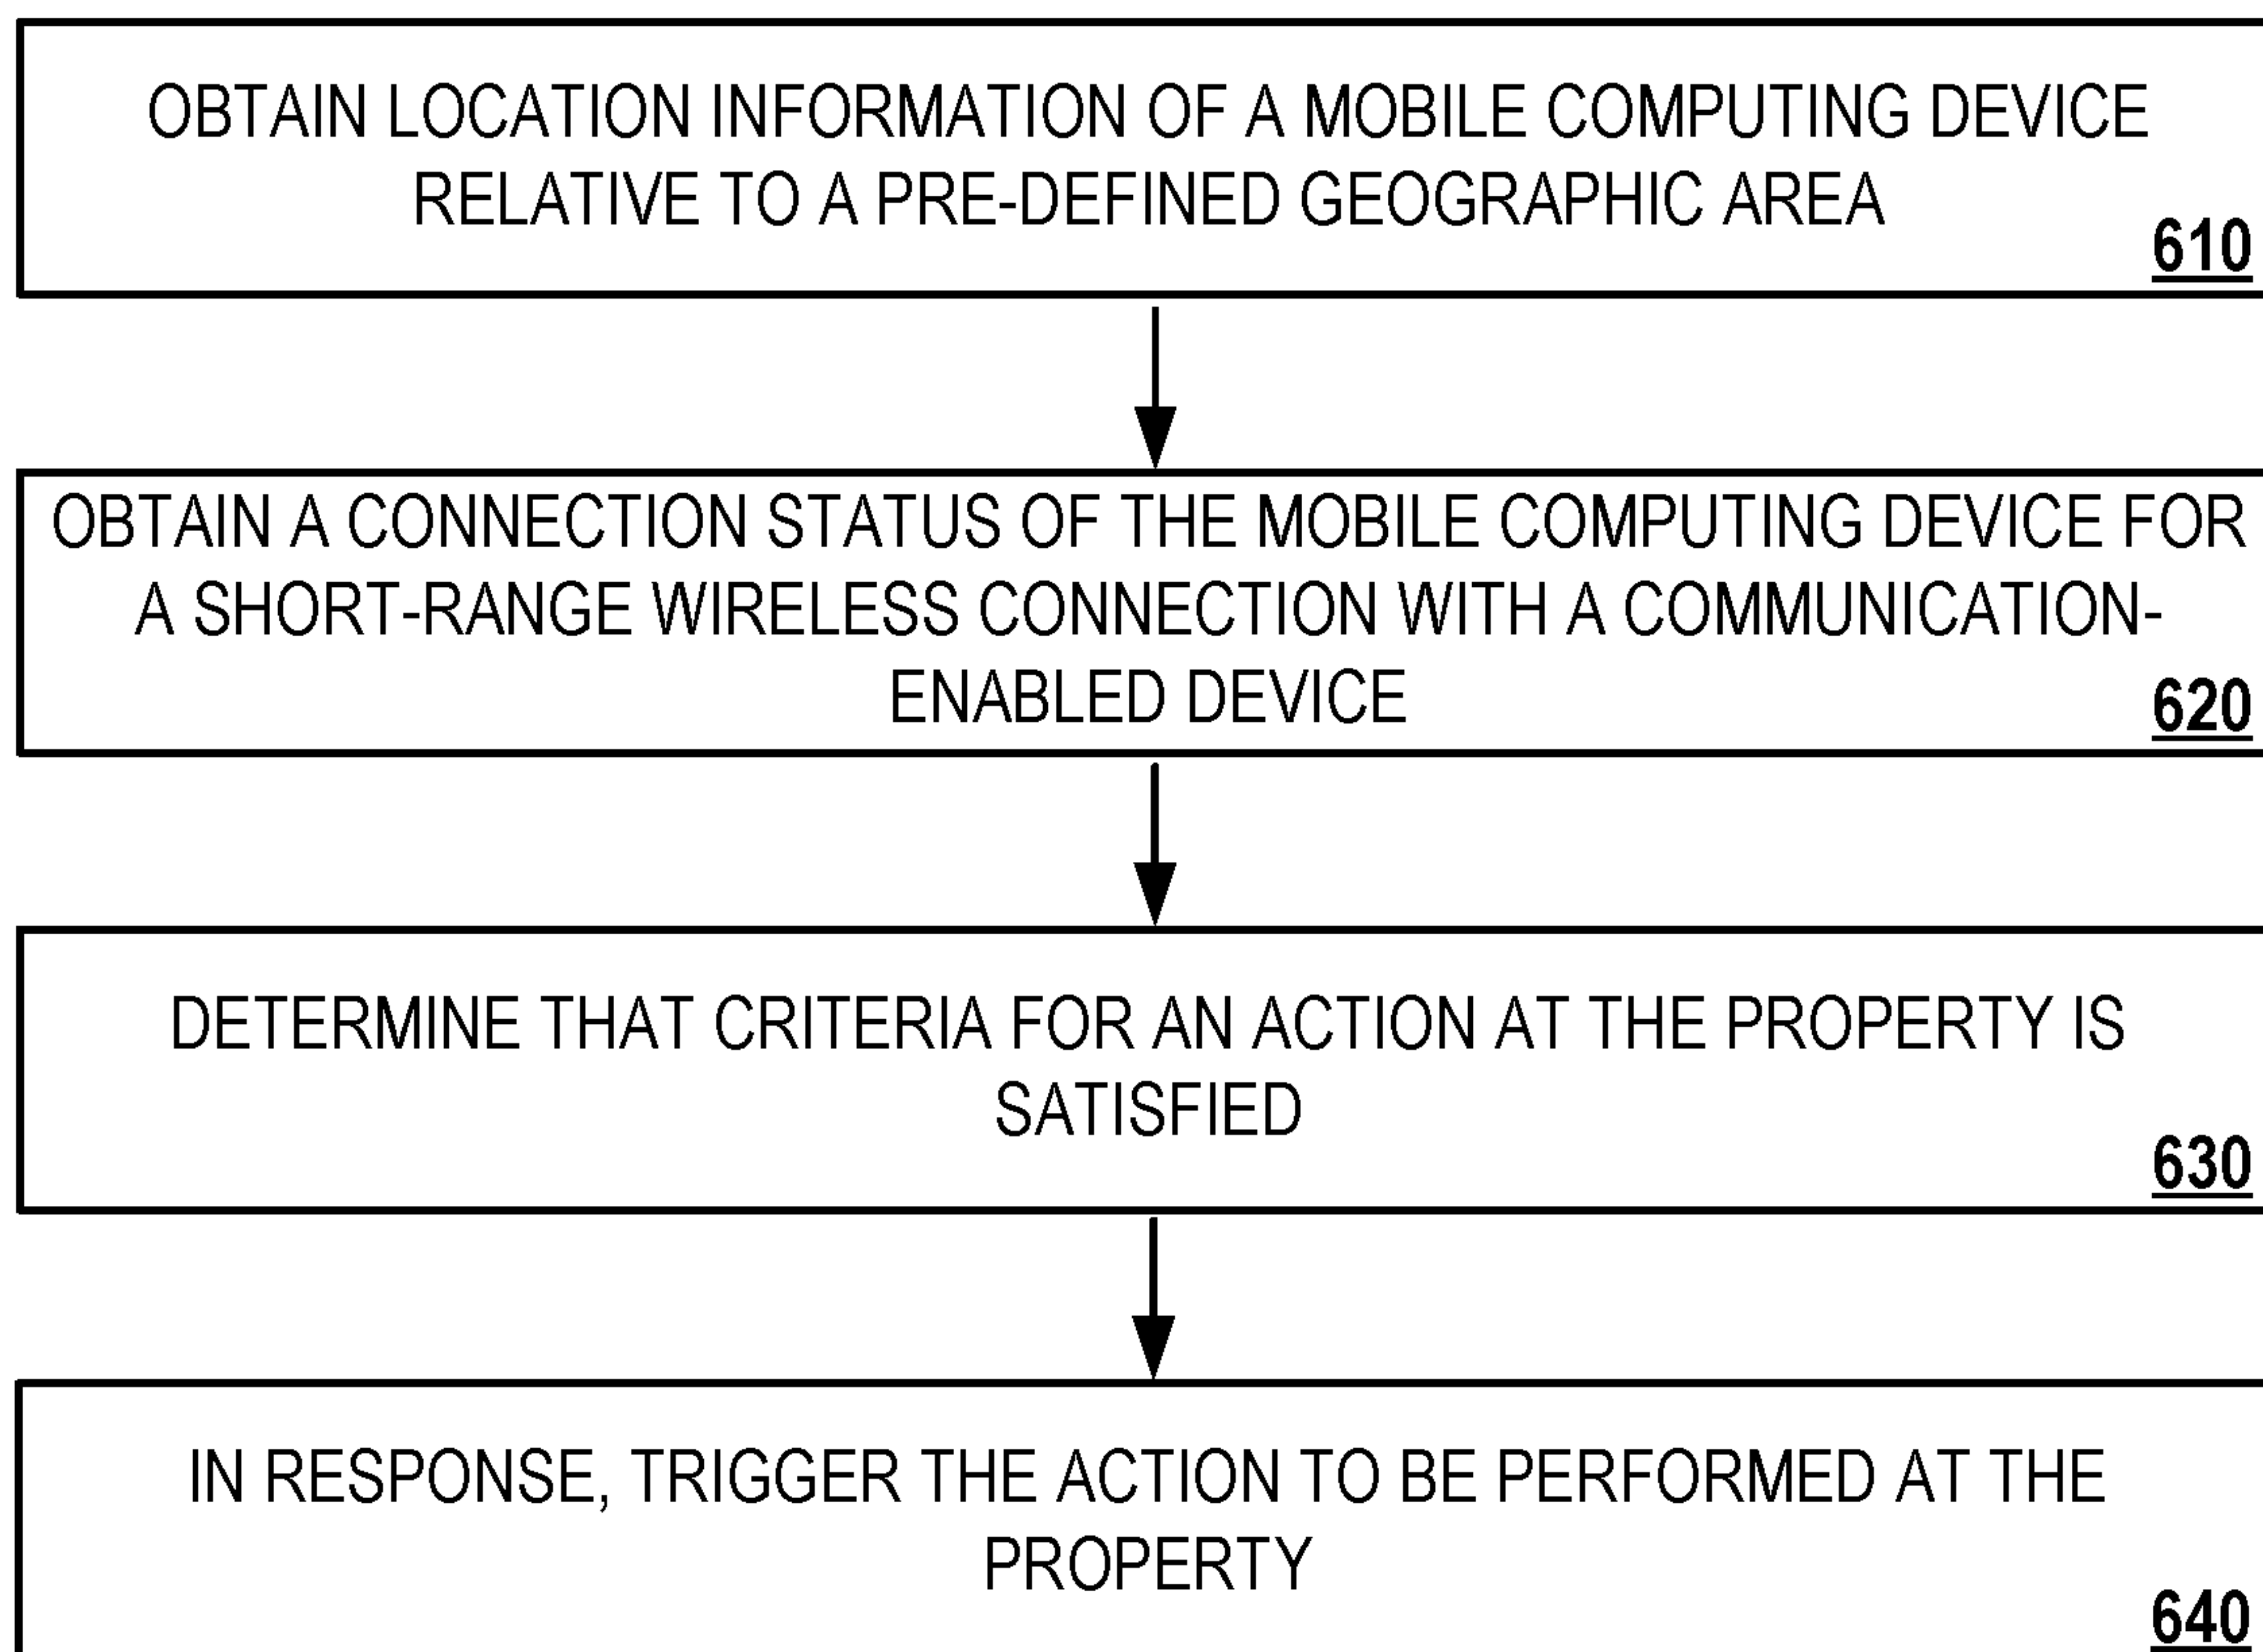 OBTAIN LOCATION INFORMATION OF A MOBILE COMPUTING DEVICE
RELATIVE TO A PRE-DEFINED GEOGRAPHIC AREA
610
OBTAIN A CONNECTION STATUS OF THE MOBILE COMPUTING DEVICE FOR
A SHORT-RANGE WIRELESS CONNECTION WITH A COMMUNICATION-
ENABLED DEVICE
620
DETERMINE THAT CRITERIA FOR AN ACTION AT THE PROPERTY IS
SATISFIED
630
IN RESPONSE, TRIGGER THE ACTION TO BE PERFORMED AT THE
PROPERTY
640